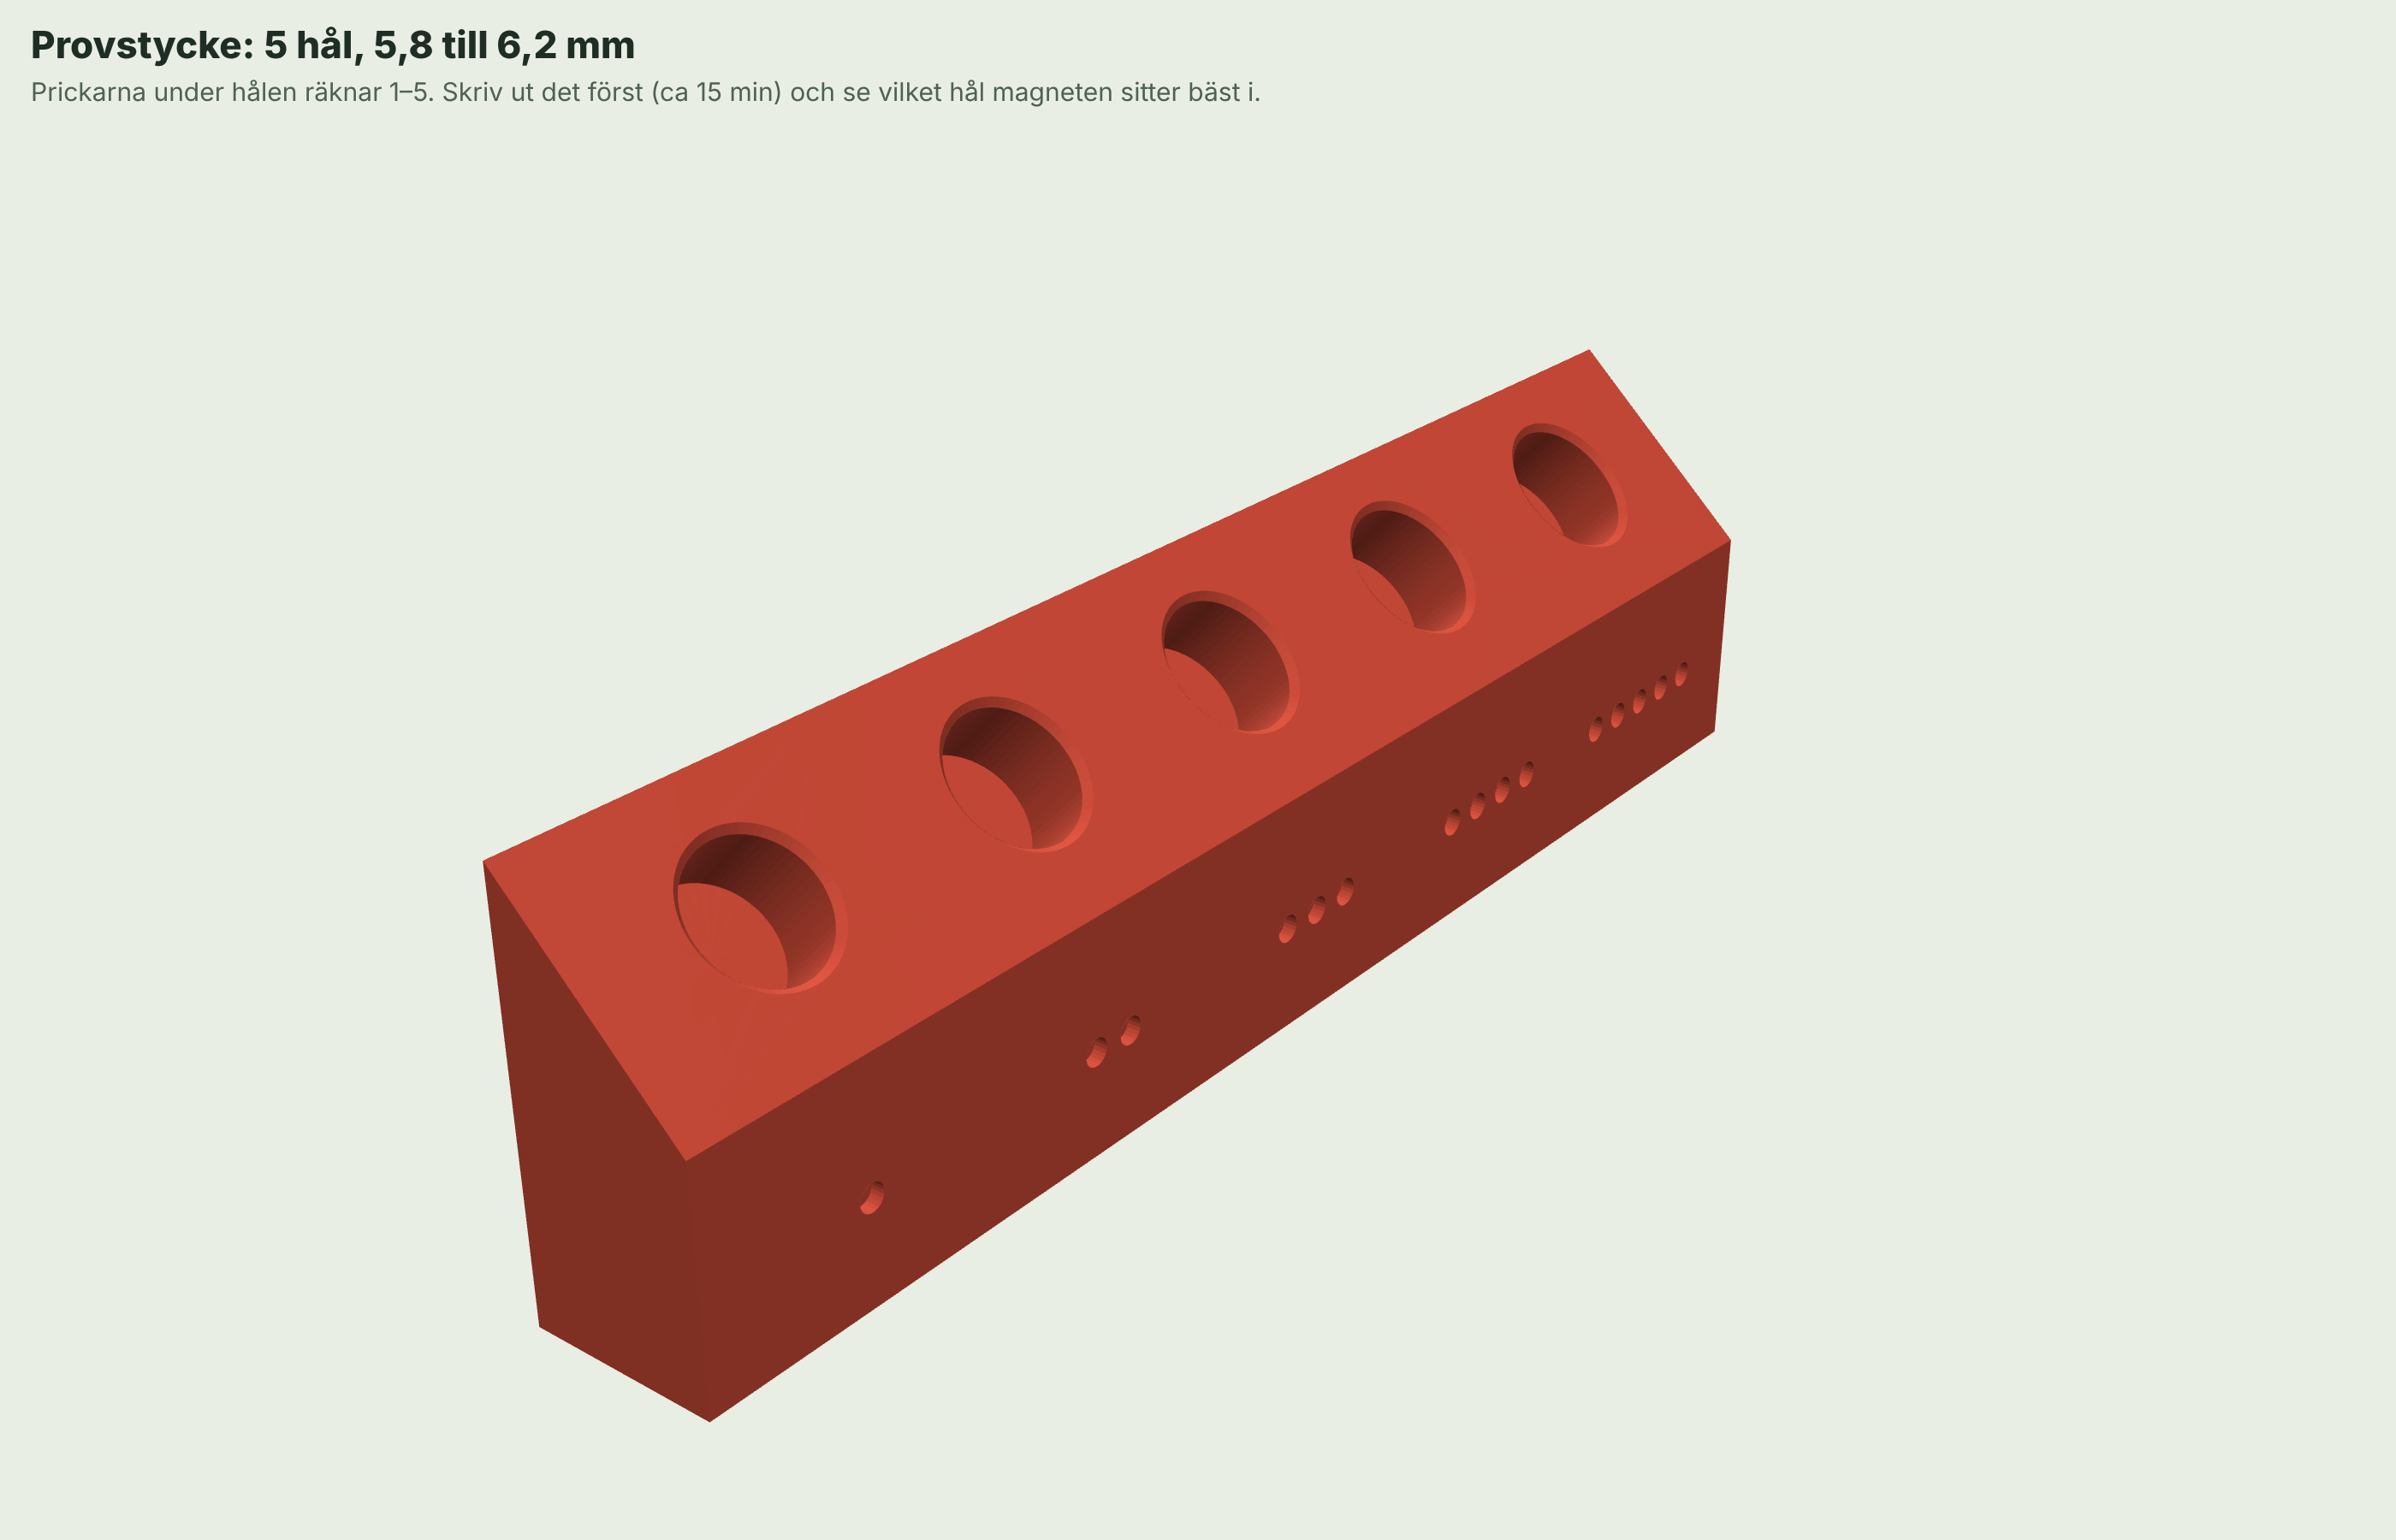 Provstycke: 5 hål, 5,8 till 6,2 mm
Prickarna under hålen räknar 1–5. Skriv ut det först (ca 15 min) och se vilket hål magneten sitter bäst i.